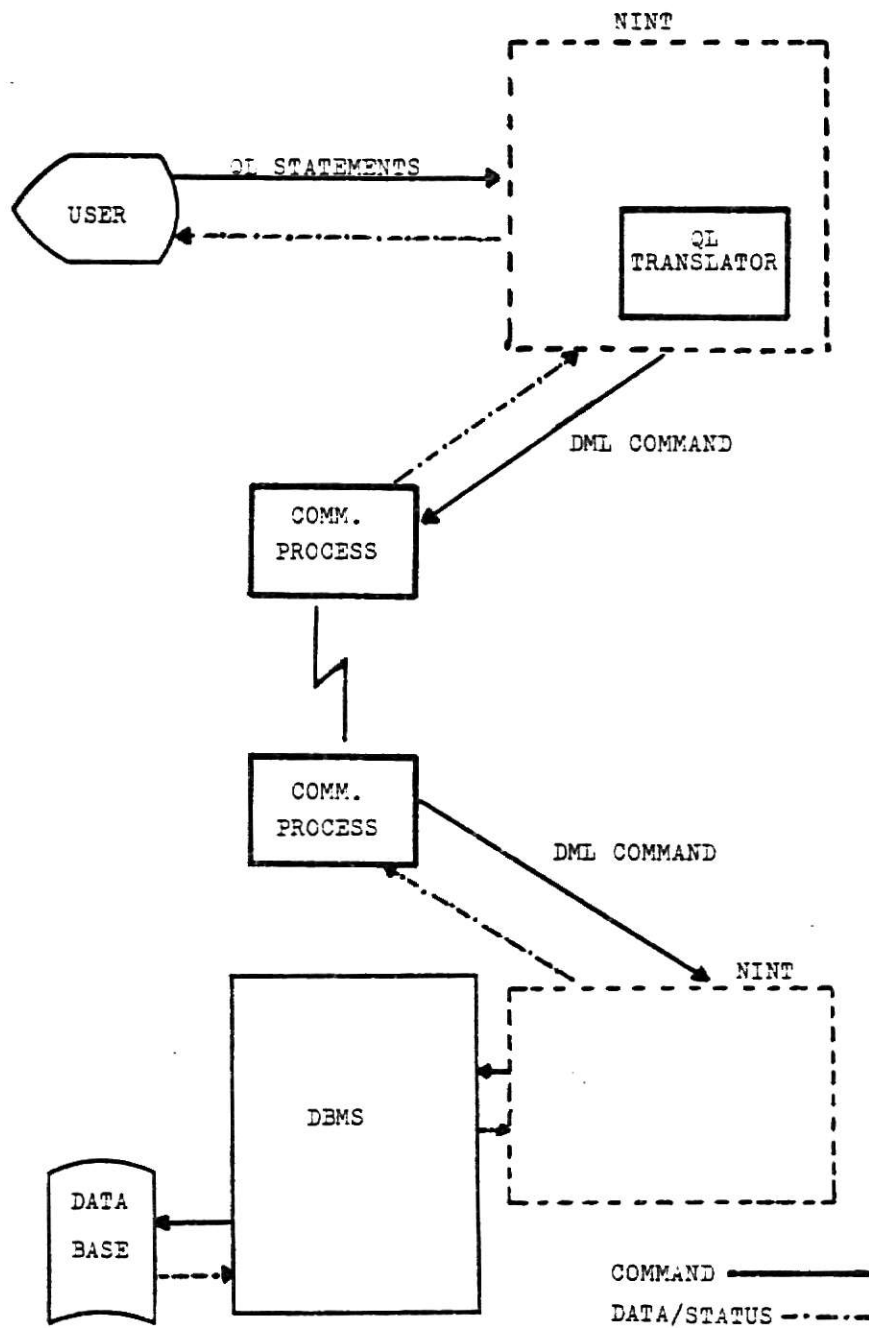 NINT
QL STATEMENTS
USER
QL
TRANSLATOR
DML COMMAND
COMM.
PROCESS
COMM.
PROCESS
DML COMMAND
NINT
DBMS
DATA
BASE
COMMAND
DATA/STATUS